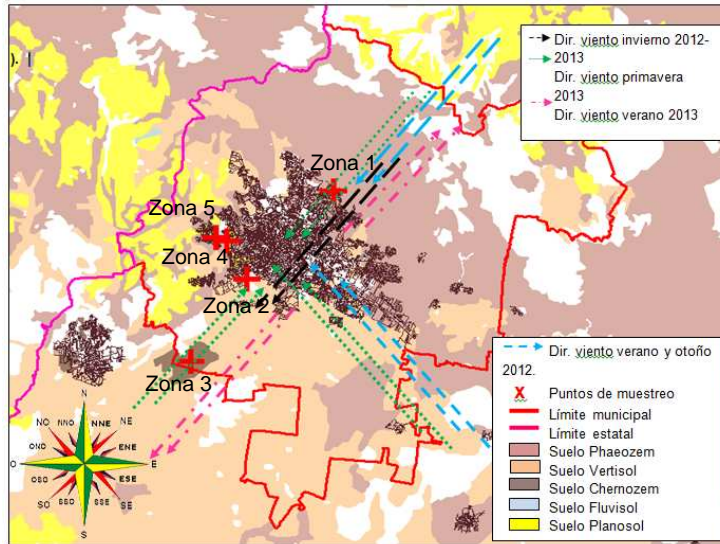 ). |
Dir. viento invierno 2012-
2013
Dir. viento primavera
2013
Dir. viento verano 2013
Zona 1
Zona 5
Zona 4
Zona 2
Zona 3
Dir. viento verano y otoño
2012.
X Puntos de muestreo
Límite municipal
Límite estatal
Suelo Phaeozem
Suelo Vertisol
Suelo Chernozem
Suelo Fluvisol
Suelo Planosol
N
NO NNO NNE NE
ONO ENE
O E
OSO ESE
SO SSO SSE SE
S